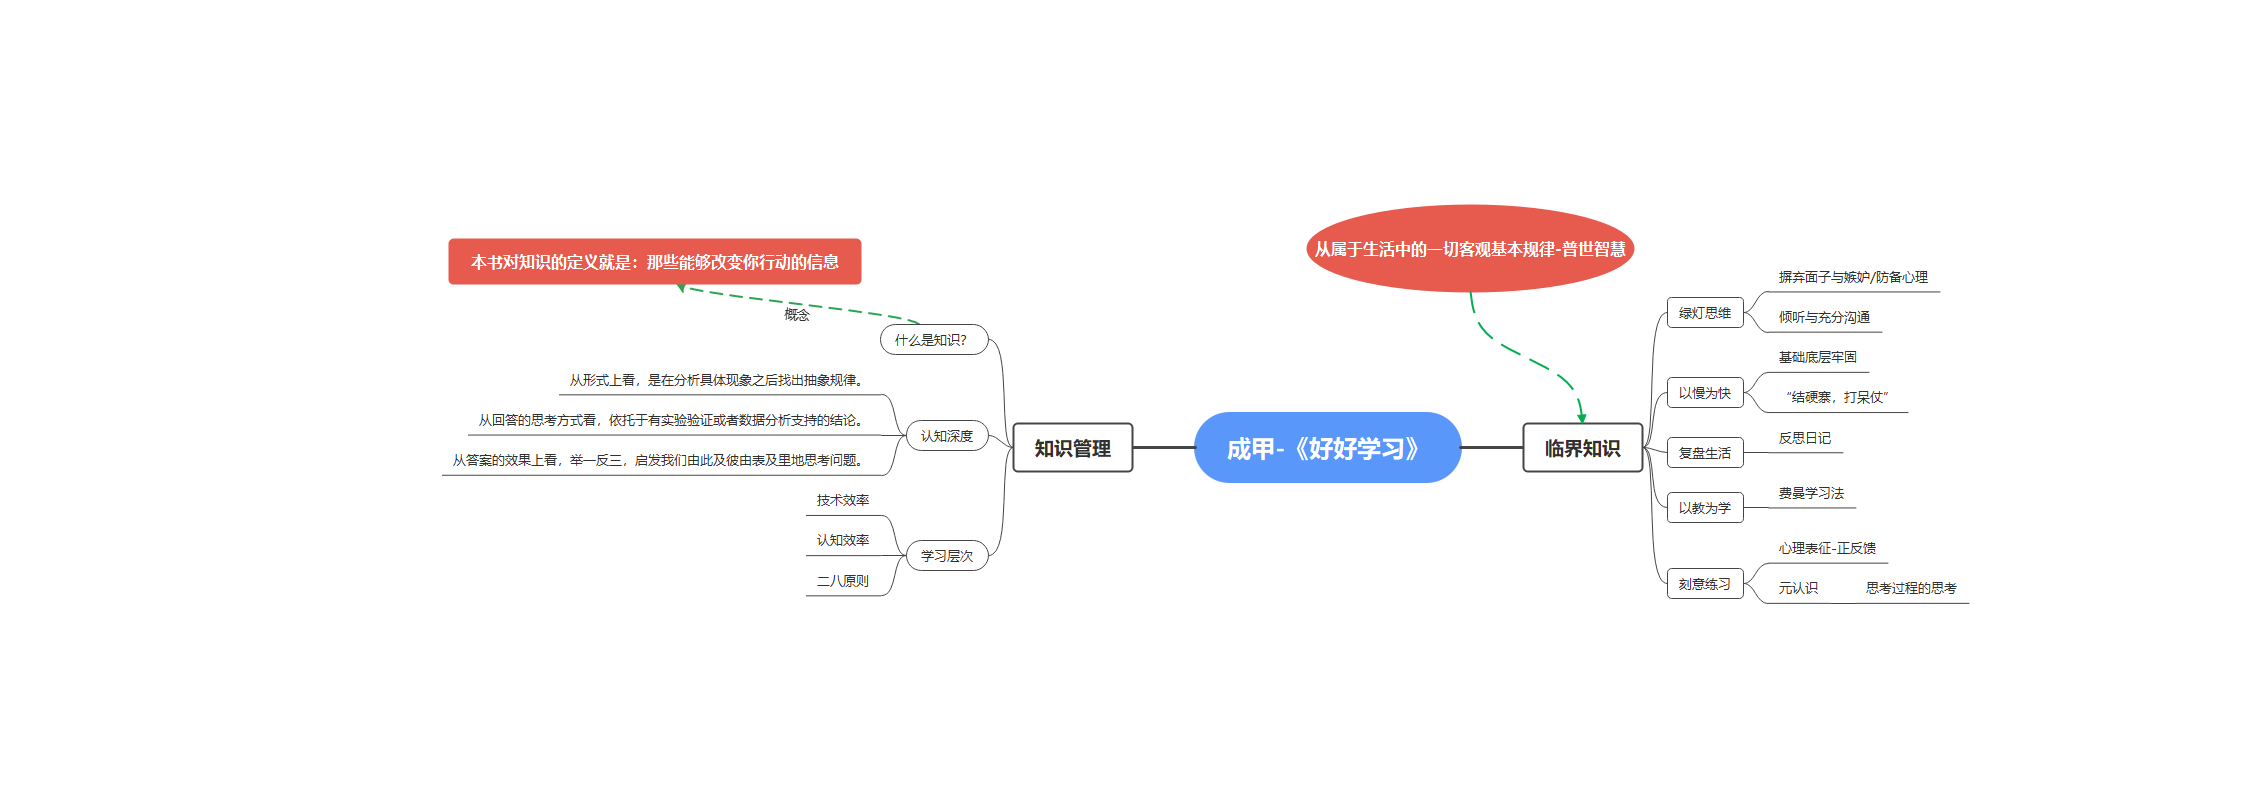 成甲-《好好学习》
知识管理
什么是知识?
概念
本书对知识的定义就是：那些能够改变你行动的信息
认知深度
从形式上看，是在分析具体现象之后找出抽象规律。
从回答的思考方式看，依托于有实验验证或者数据分析支持的结论。
从答案的效果上看，举一反三，启发我们由此及彼由表及里地思考问题。
学习层次
技术效率
认知效率
二八原则
临界知识
从属于生活中的一切客观基本规律-普世智慧
绿灯思维
摒弃面子与嫉妒/防备心理
倾听与充分沟通
以慢为快
基础底层牢固
“结硬寨，打呆仗”
复盘生活
反思日记
以教为学
费曼学习法
刻意练习
心理表征-正反馈
元认识
思考过程的思考